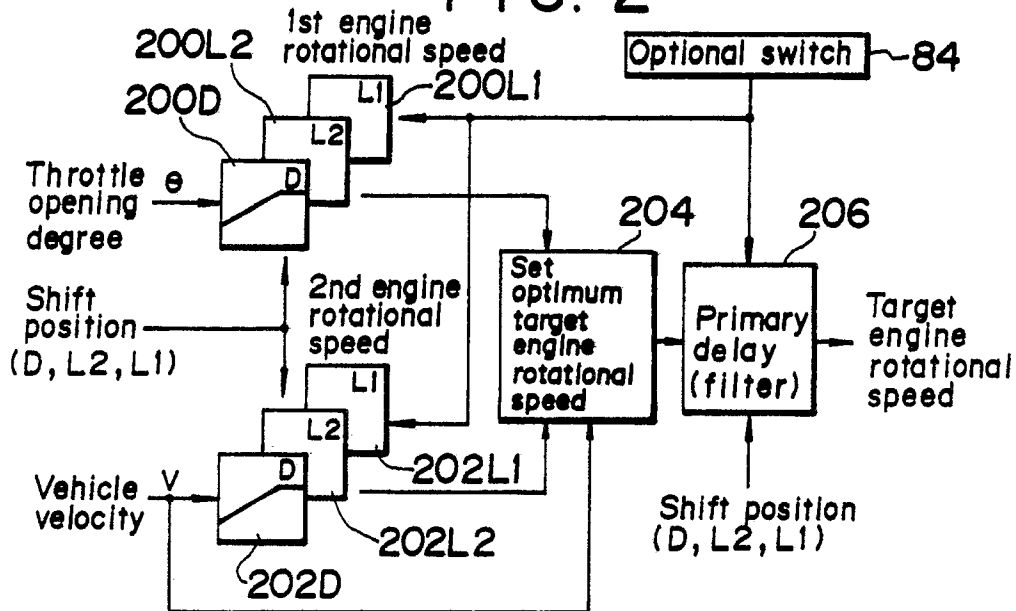 FIG. 2
1st engine
rotational speed
200L2
200D
200L1
L1
L2
D
Optional switch
84
Throttle
opening
degree
θ
Shift
position
(D, L2, L1)
2nd engine
rotational
speed
L1
L2
D
Vehicle
velocity
V
202L1
202L2
202D
204
Set
optimum
target
engine
rotational
speed
206
Primary
delay
(filter)
Target
engine
rotational
speed
Shift position
(D, L2, L1)